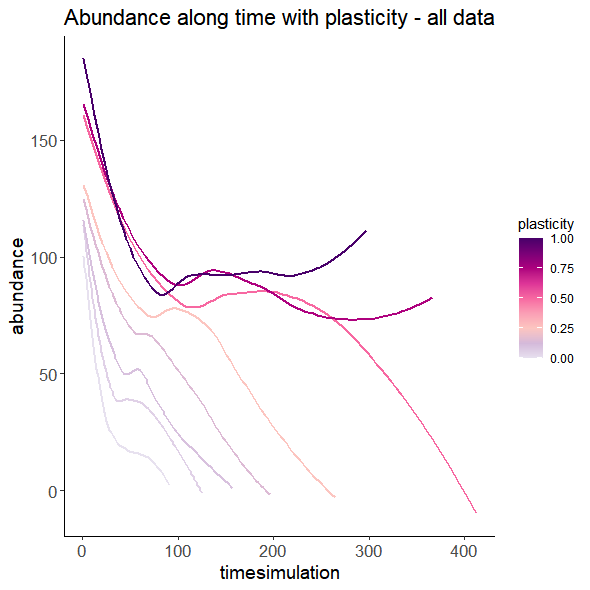 Abundance along time with plasticity - all data
abundance
150
100
50
0
0 100 200 300 400
timesimulation
plasticity
1.00
0.75
0.50
0.25
0.00